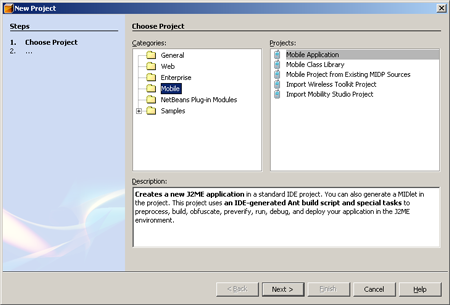 New Project
Steps
1. Choose Project
2. ...
Choose Project
Categories:
General
Web
Enterprise
Mobile
NetBeans Plug-in Modules
Samples
Projects:
Mobile Application
Mobile Class Library
Mobile Project from Existing MIDP Sources
Import Wireless Toolkit Project
Import Mobility Studio Project
Description:
Creates a new J2ME application in a standard IDE project. You can also generate a MIDlet in
the project. This project uses an IDE-generated Ant build script and special tasks to
preprocess, build, obfuscate, preverify, run, debug, and deploy your application in the J2ME
environment.
< Back
Next >
Finish
Cancel
Help